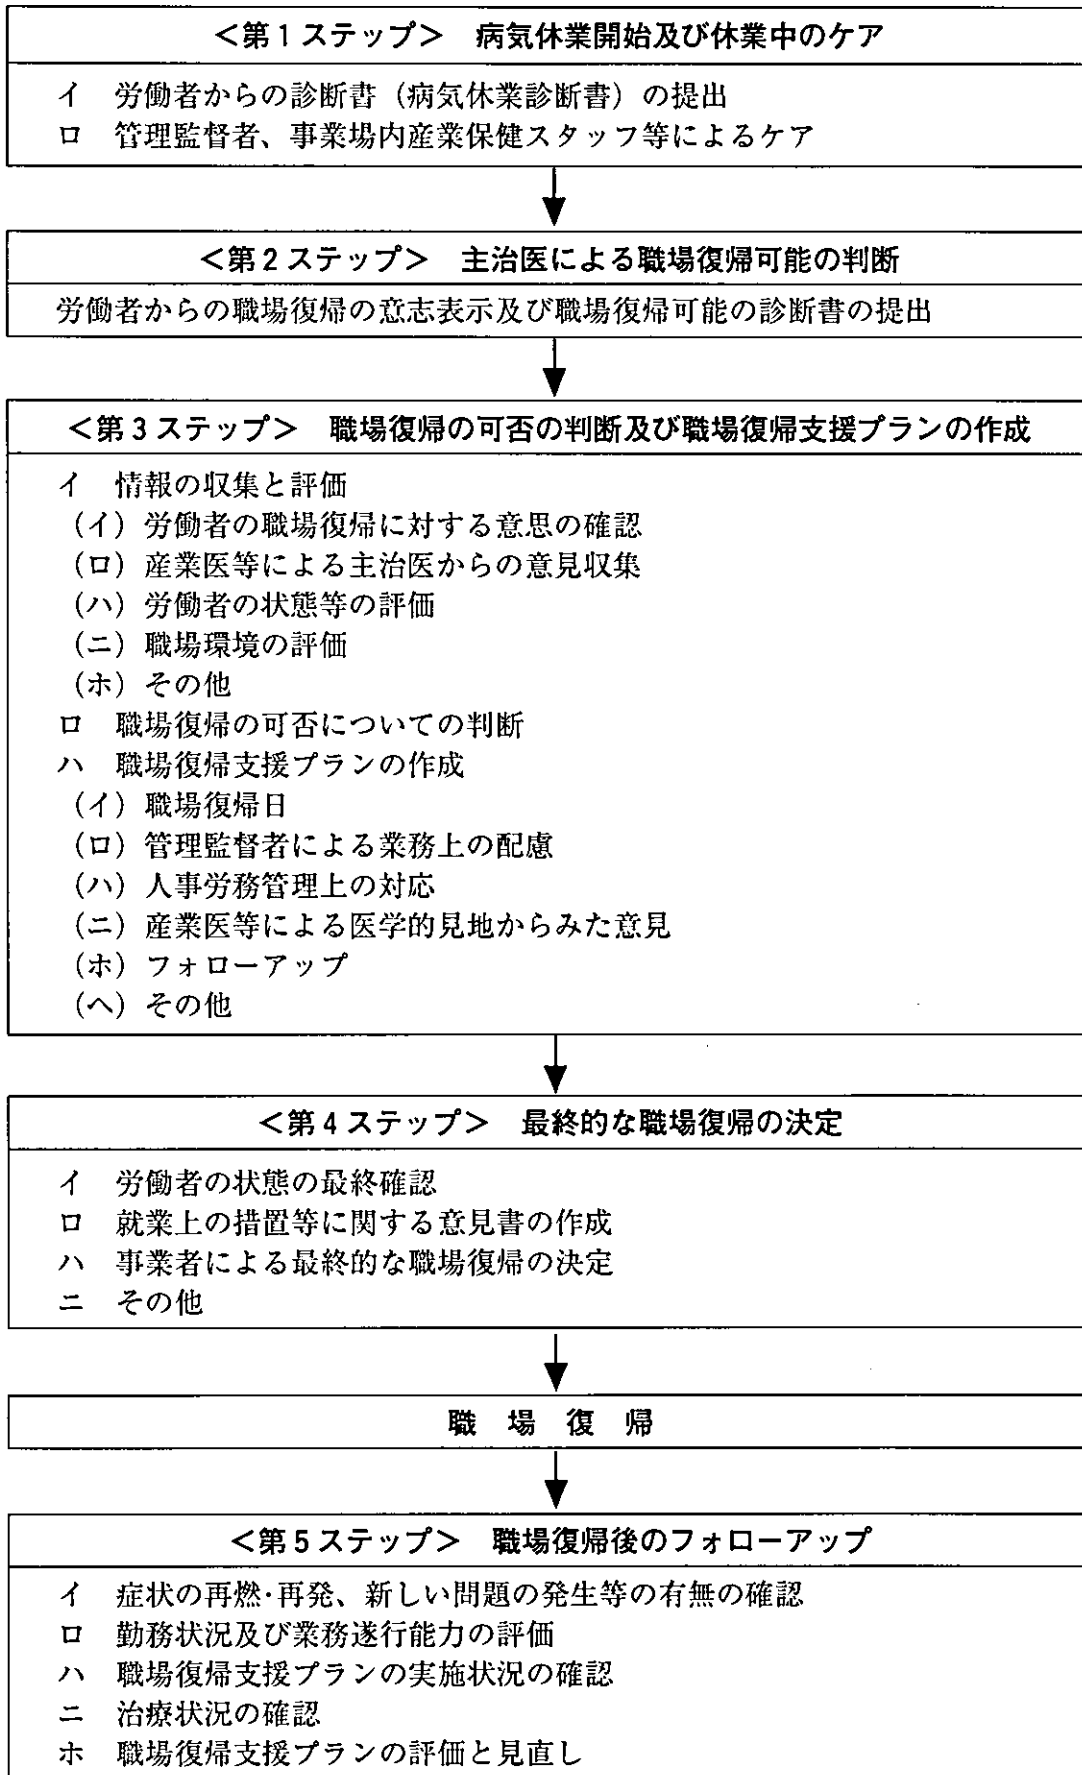 ＜第１ステップ＞　病気休業開始及び休業中のケア
イ　労働者からの診断書（病気休業診断書）の提出
ロ　管理監督者、事業場内産業保健スタッフ等によるケア
＜第２ステップ＞　主治医による職場復帰可能の判断
労働者からの職場復帰の意志表示及び職場復帰可能の診断書の提出
＜第３ステップ＞　職場復帰の可否の判断及び職場復帰支援プランの作成
イ　情報の収集と評価
（イ）労働者の職場復帰に対する意思の確認
（ロ）産業医等による主治医からの意見収集
（ハ）労働者の状態等の評価
（ニ）職場環境の評価
（ホ）その他
ロ　職場復帰の可否についての判断
ハ　職場復帰支援プランの作成
（イ）職場復帰日
（ロ）管理監督者による業務上の配慮
（ハ）人事労務管理上の対応
（ニ）産業医等による医学的見地からみた意見
（ホ）フォローアップ
（ヘ）その他
＜第４ステップ＞　最終的な職場復帰の決定
イ　労働者の状態の最終確認
ロ　就業上の措置等に関する意見書の作成
ハ　事業者による最終的な職場復帰の決定
ニ　その他
職　場　復　帰
＜第５ステップ＞　職場復帰後のフォローアップ
イ　症状の再燃・再発、新しい問題の発生等の有無の確認
ロ　勤務状況及び業務遂行能力の評価
ハ　職場復帰支援プランの実施状況の確認
ニ　治療状況の確認
ホ　職場復帰支援プランの評価と見直し